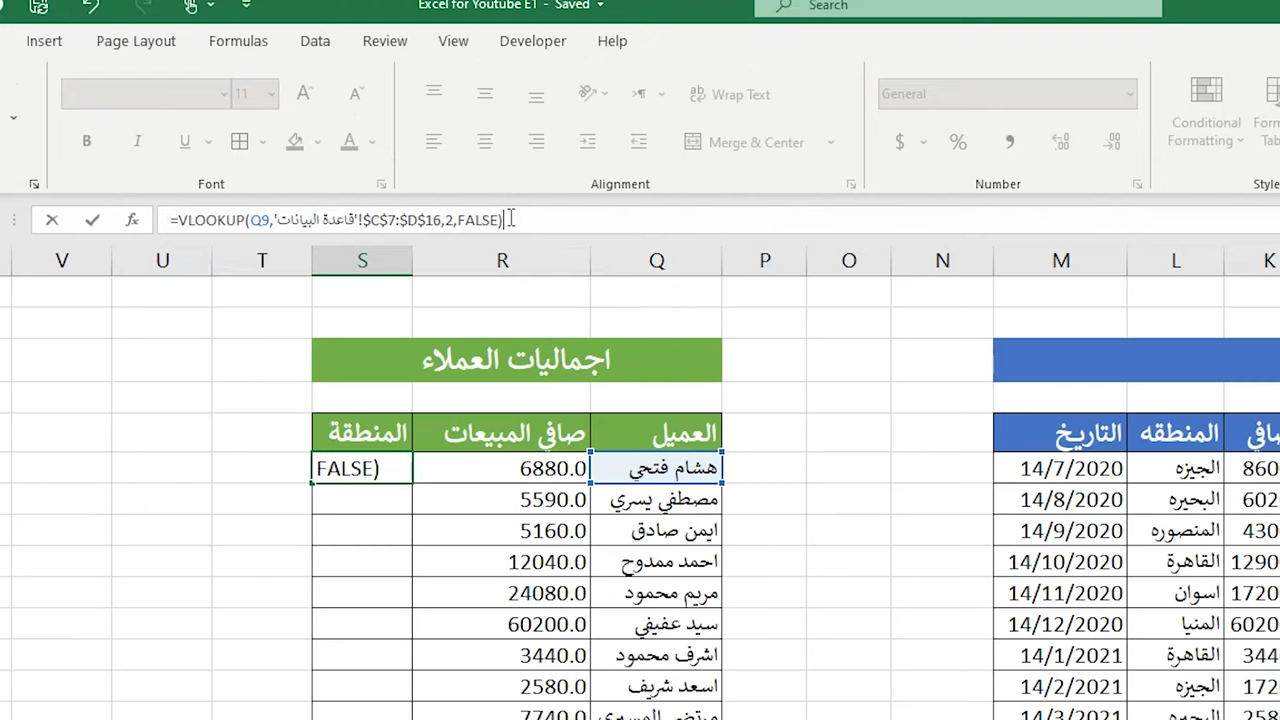 Excel for Youtube E1 - Saved
Search
Insert Page Layout Formulas Data Review View Developer Help
11 A A Wrap Text General
B I U A Merge & Center $ % Conditional
Formatting
Font Alignment Number
=VLOOKUP(Q9,'قاعدة البيانات'!$C$7:$D$16,2,FALSE)
V U T S R Q P O N M L K
اجماليات العملاء
العميل صافي المبيعات المنطقة
المنطقه التاريخ
هشام فتحي 6880.0 FALSE)
الجيزه 14/7/2020
مصطفي يسري 5590.0
البحيره 14/8/2020
ايمن صادق 5160.0
المنصوره 14/9/2020
احمد ممدوح 12040.0
القاهرة 14/10/2020
مريم محمود 24080.0
اسوان 14/11/2020
سيد عفيفي 60200.0
المنيا 14/12/2020
اشرف محمود 3440.0
القاهرة 14/1/2021
اسعد شريف 2580.0
الجيزه 14/2/2021
7740.0
14/3/2021